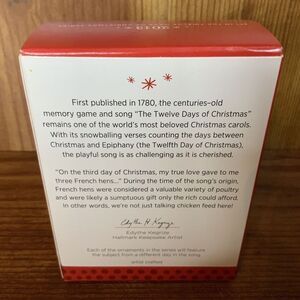 First published in 1780, the centuries-old
memory game and song "The Twelve Days of Christmas"
remains one of the world's most beloved Christmas carols.
With its snowballing verses counting the days between
Christmas and Epiphany (the Twelfth Day of Christmas),
the playful song is as challenging as it is cherished.
"On the third day of Christmas, my true love gave to me
three French hens..." During the time of the song's origin,
French hens were considered a valuable variety of poultry
and were likely a sumptuous gift only the rich could afford.
In other words, we're not just talking chicken feed here!
Edythe Kegrize
Hallmark Keepsake Artist
Each of the ornaments in the series will feature
the subject from a different day in the song.
artist crafted